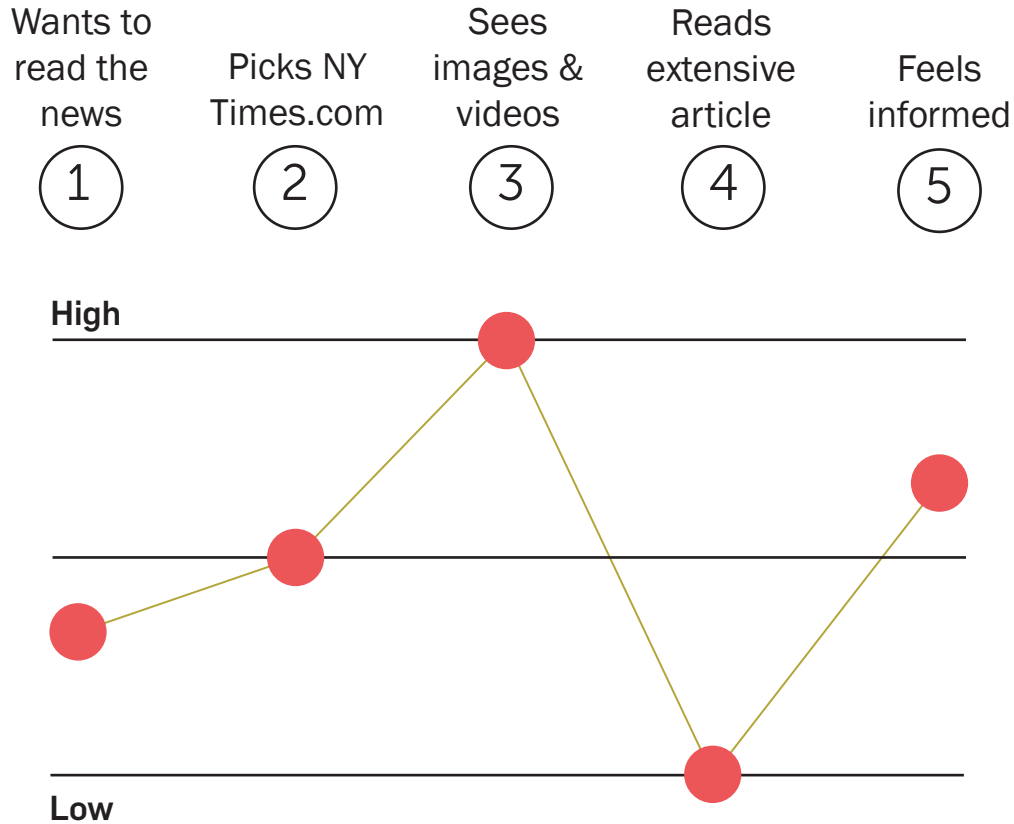 Wants to
read the
news
Picks NY
Times.com
Sees
images &
videos
Reads
extensive
article
Feels
informed
1
2
3
4
5
High
Low